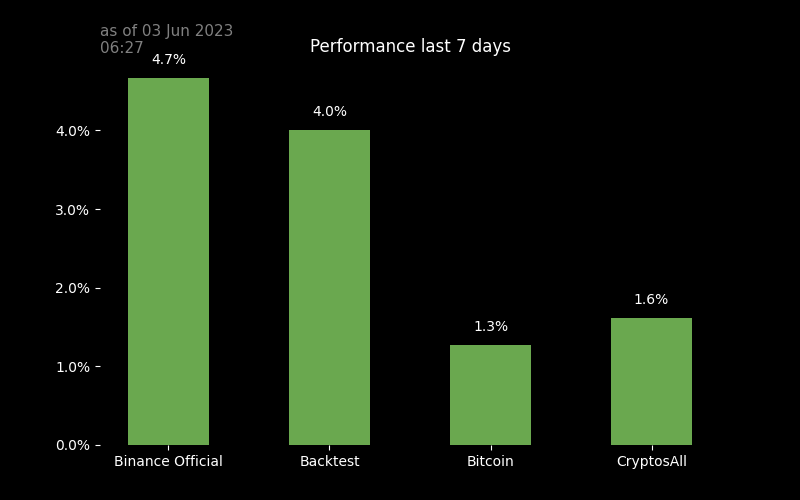 as of 03 Jun 2023
06:27
Performance last 7 days
4.7%
4.0%
1.3%
1.6%
4.0%
3.0%
2.0%
1.0%
0.0%
Binance Official
Backtest
Bitcoin
CryptosAll